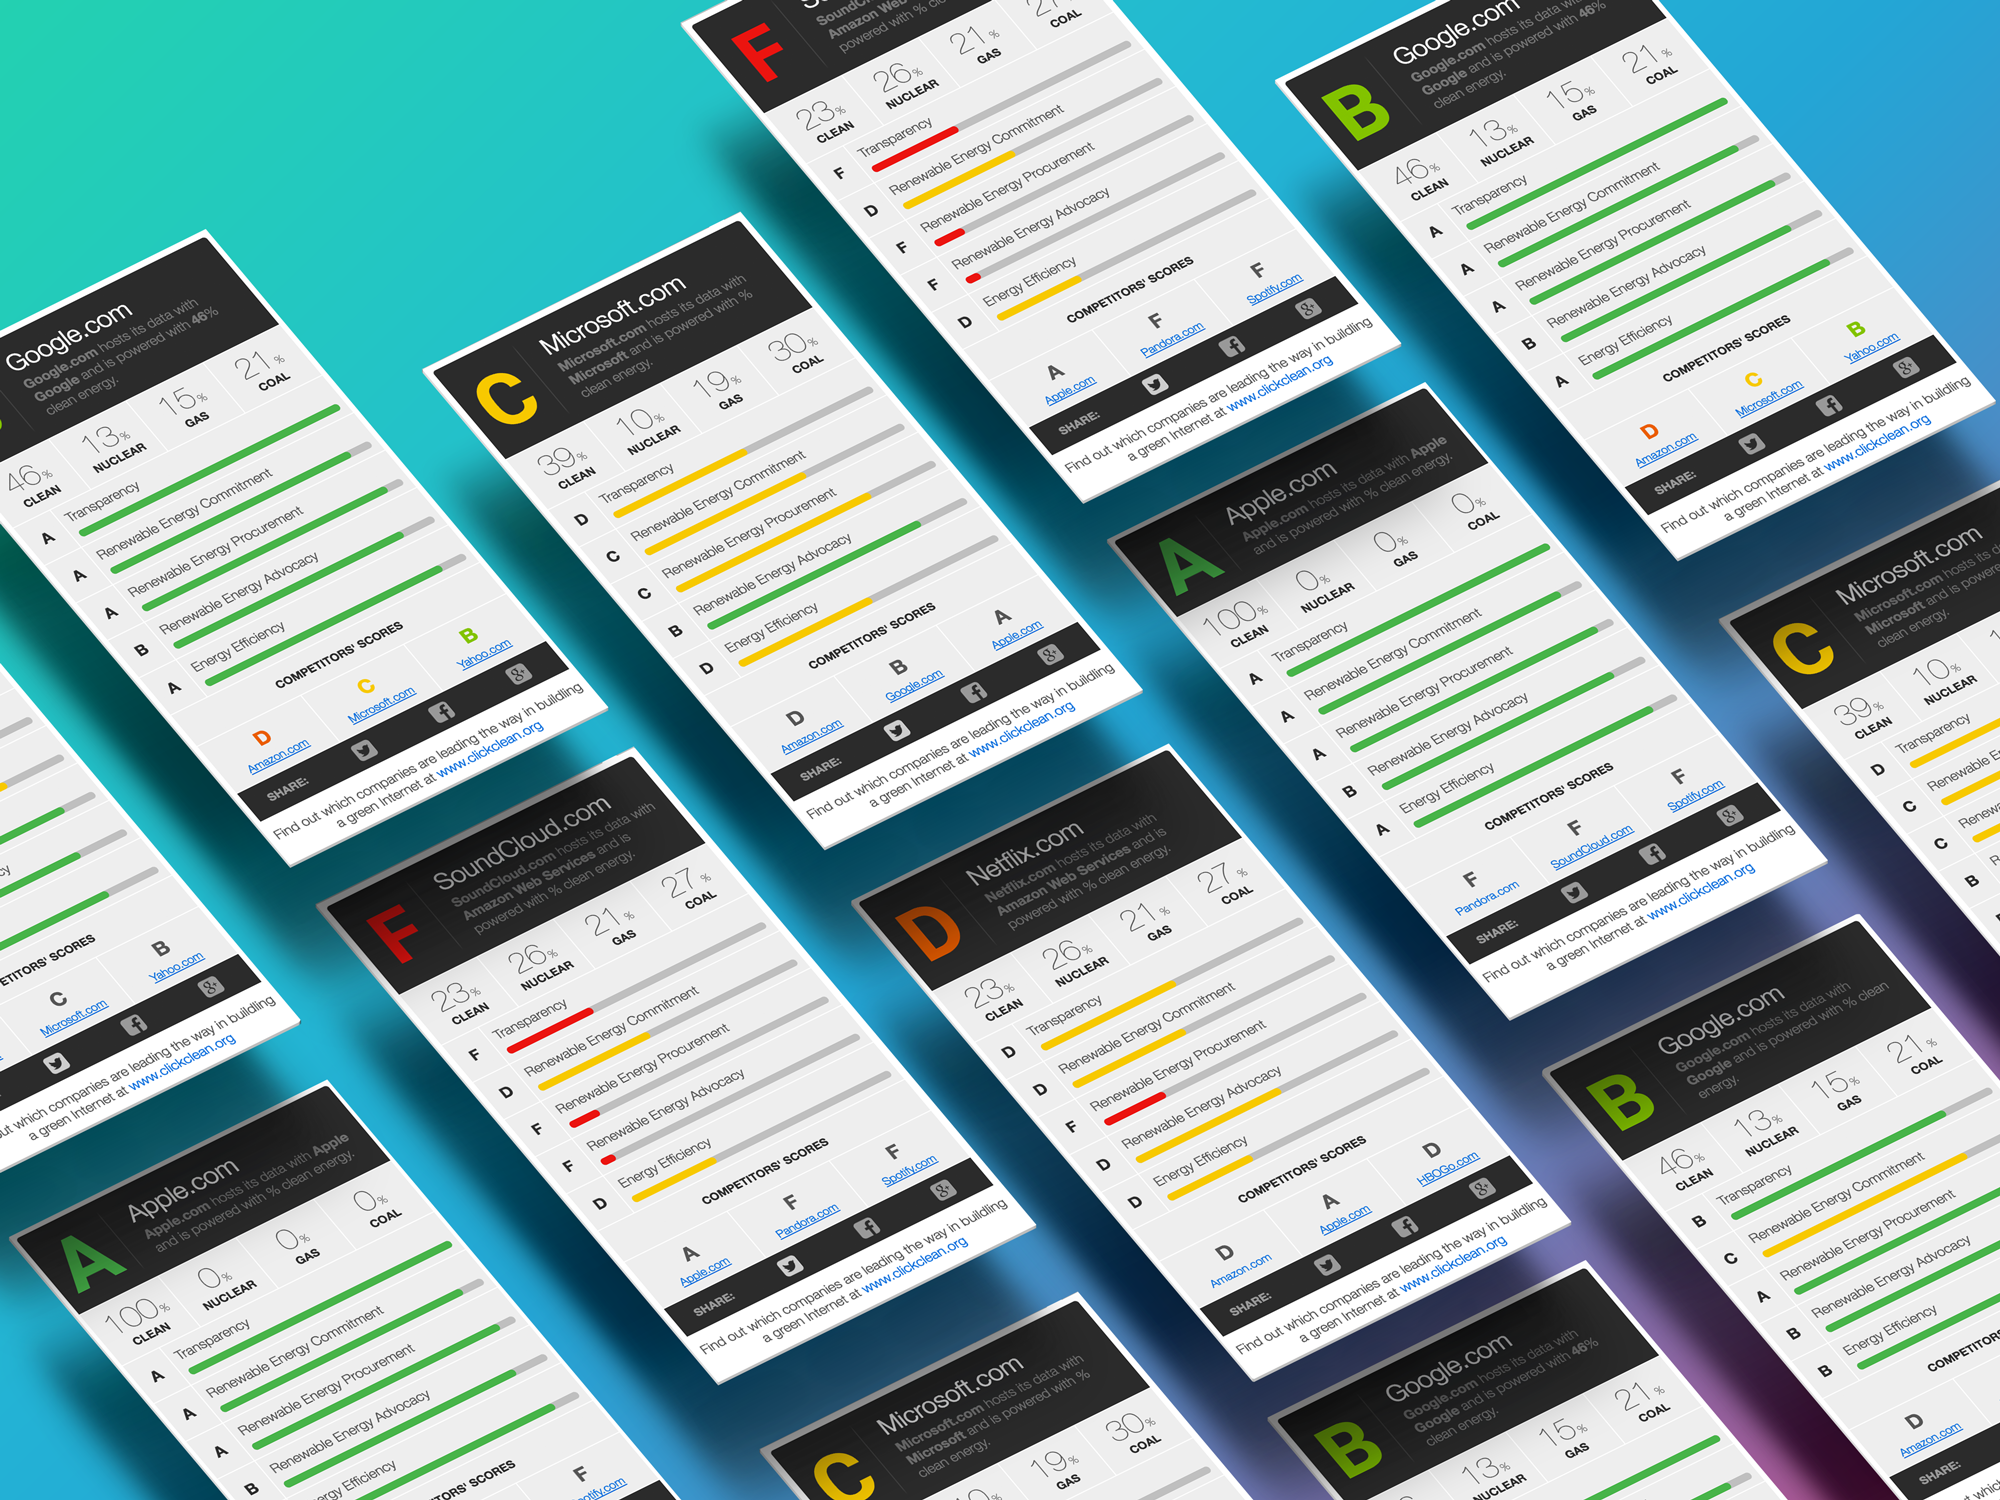 F
Amazon Web
powered with % clean
23% CLEAN
26% NUCLEAR
21% GAS
COAL
F Transparency
D Renewable Energy Commitment
F Renewable Energy Procurement
F Renewable Energy Advocacy
D Energy Efficiency
COMPETITORS' SCORES
A Apple.com
F Pandora.com
F Spotify.com
SHARE:
Find out which companies are leading the way in building
a green Internet at www.clickclean.org
B
Google.com
Google.com hosts its data with
Google and is powered with 46%
clean energy.
46% CLEAN
13% NUCLEAR
15% GAS
21% COAL
A Transparency
A Renewable Energy Commitment
A Renewable Energy Procurement
B Renewable Energy Advocacy
A Energy Efficiency
COMPETITORS' SCORES
D Amazon.com
C Microsoft.com
B Yahoo.com
SHARE:
Find out which companies are leading the way in building
a green Internet at www.clickclean.org
Google.com
Google.com hosts its data with
Google and is powered with 46%
clean energy.
46% CLEAN
13% NUCLEAR
15% GAS
21% COAL
A Transparency
A Renewable Energy Commitment
A Renewable Energy Procurement
B Renewable Energy Advocacy
A Energy Efficiency
COMPETITORS' SCORES
D Amazon.com
C Microsoft.com
B Yahoo.com
SHARE:
Find out which companies are leading the way in building
a green Internet at www.clickclean.org
C
Microsoft.com
Microsoft.com hosts its data with
Microsoft and is powered with %
clean energy.
39% CLEAN
10% NUCLEAR
19% GAS
30% COAL
D Transparency
C Renewable Energy Commitment
C Renewable Energy Procurement
B Renewable Energy Advocacy
D Energy Efficiency
COMPETITORS' SCORES
D Amazon.com
B Google.com
A Apple.com
SHARE:
Find out which companies are leading the way in building
a green Internet at www.clickclean.org
A
Apple.com
Apple.com hosts its data with Apple
and is powered with % clean energy.
100% CLEAN
0% NUCLEAR
0% GAS
0% COAL
A Transparency
A Renewable Energy Commitment
A Renewable Energy Procurement
B Renewable Energy Advocacy
A Energy Efficiency
COMPETITORS' SCORES
F Pandora.com
F SoundCloud.com
F Spotify.com
SHARE:
Find out which companies are leading the way in building
a green Internet at www.clickclean.org
C
Microsoft.com
Microsoft.com hosts its
Microsoft and is powered
clean energy.
39% CLEAN
10% NUCLEAR
D Transparency
C Renewable E
C
B
SCORES
C Microsoft.com
B Yahoo.com
companies are leading the way in building
a green Internet at www.clickclean.org
F
SoundCloud.com
SoundCloud.com hosts its data with
Amazon Web Services and is
powered with % clean energy.
23% CLEAN
26% NUCLEAR
21% GAS
27% COAL
F Transparency
D Renewable Energy Commitment
F Renewable Energy Procurement
F Renewable Energy Advocacy
D Energy Efficiency
COMPETITORS' SCORES
A Apple.com
F Pandora.com
F Spotify.com
SHARE:
Find out which companies are leading the way in building
a green Internet at www.clickclean.org
D
Netflix.com
Netflix.com hosts its data with
Amazon Web Services and is
powered with % clean energy.
23% CLEAN
26% NUCLEAR
21% GAS
27% COAL
D Transparency
D Renewable Energy Commitment
F Renewable Energy Procurement
D Renewable Energy Advocacy
D Energy Efficiency
COMPETITORS' SCORES
D Amazon.com
A Apple.com
D HBOGo.com
SHARE:
Find out which companies are leading the way in building
a green Internet at www.clickclean.org
B
Google.com
Google.com hosts its data with
Google and is powered with % clean
energy.
46% CLEAN
13% NUCLEAR
15% GAS
21% COAL
B Transparency
C Renewable Energy Commitment
A Renewable Energy Procurement
B Renewable Energy Advocacy
B Energy Efficiency
D Amazon.com
SHARE:
A
Apple.com
Apple.com hosts its data with Apple
and is powered with % clean energy.
100% CLEAN
0% NUCLEAR
0% GAS
0% COAL
A Transparency
A Renewable Energy Commitment
A Renewable Energy Procurement
B Renewable Energy Advocacy
Efficiency
SCORES
F
C
Microsoft.com
Microsoft.com hosts its data with
Microsoft and is powered with %
clean energy.
19% GAS
30% COAL
B
Google.com
Google.com hosts its data with
Google and is powered with 46%
clean energy.
13% NUCLEAR
15% GAS
21% COAL